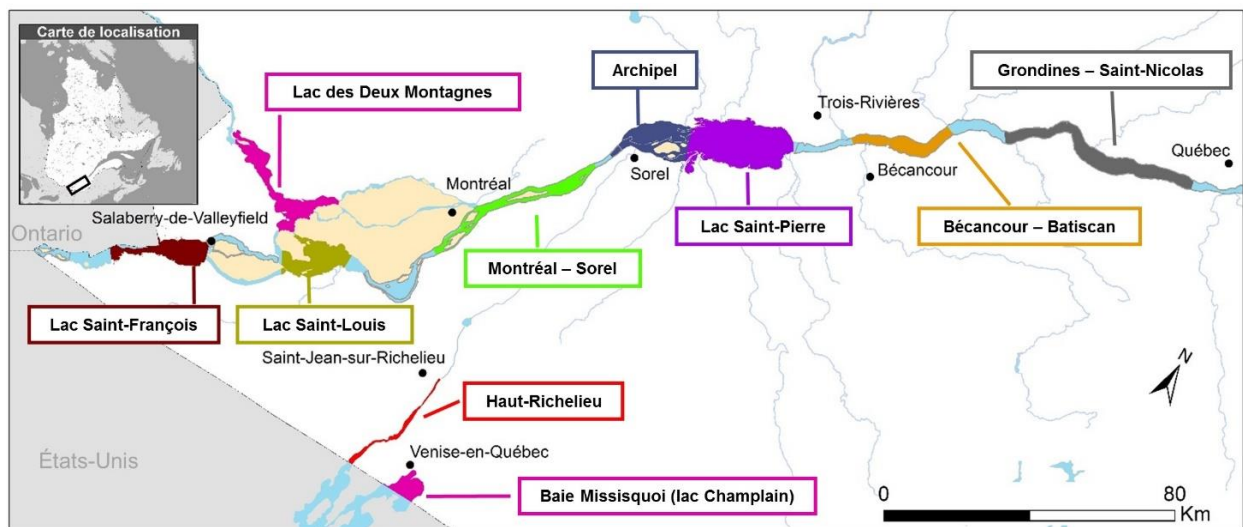 Carte de localisation
Lac des Deux Montagnes
Archipel
Grondines – Saint-Nicolas
Trois-Rivières
Montréal
Sorel
Bécancour
Québec
Salaberry-de-Valleyfield
Ontario
Lac Saint-Pierre
Bécancour – Batiscan
Montréal – Sorel
Lac Saint-François
Lac Saint-Louis
Saint-Jean-sur-Richelieu
N
Haut-Richelieu
États-Unis
Venise-en-Québec
Baie Missisquoi (lac Champlain)
0 80
Km